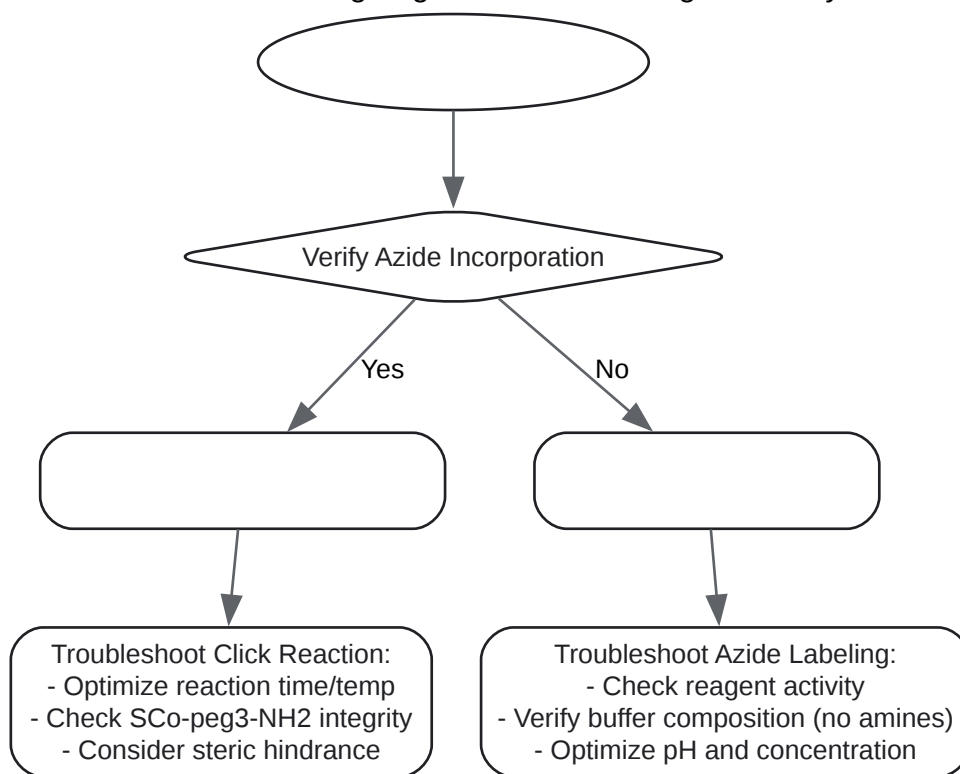 Verify Azide Incorporation
Yes
No
Troubleshoot Click Reaction:
- Optimize reaction time/temp
- Check SCo-peg3-NH2 integrity
- Consider steric hindrance
Troubleshoot Azide Labeling:
- Check reagent activity
- Verify buffer composition (no amines)
- Optimize pH and concentration